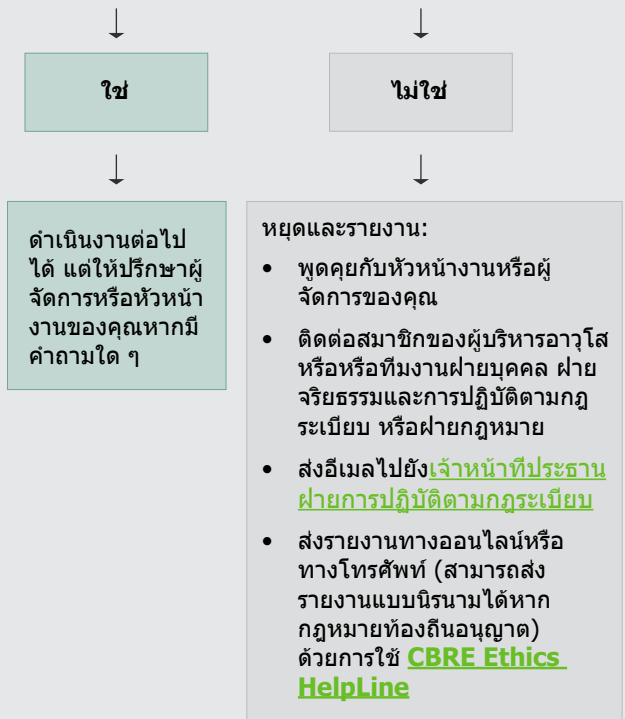 ใช่
ไม่ใช่
ดำเนินงานต่อไป
ได้ แต่ให้ปรึกษาผู้
จัดการหรือหัวหน้า
งานของคุณหากมี
คำถามใด ๆ
หยุดและรายงาน:
• พูดคุยกับหัวหน้างานหรือผู้
จัดการของคุณ
• ติดต่อสมาชิกของผู้บริหารอาวุโส
หรือหรือทีมงานฝ่ายบุคคล ฝ่าย
จริยธรรมและการปฏิบัติตามกฎ
ระเบียบ หรือฝ่ายกฎหมาย
• ส่งอีเมลไปยังเจ้าหน้าที่ประธาน
ฝ่ายการปฏิบัติตามกฎระเบียบ
• ส่งรายงานทางออนไลน์หรือ
ทางโทรศัพท์ (สามารถส่ง
รายงานแบบนิรนามได้หาก
กฎหมายท้องถิ่นอนุญาต)
ด้วยการใช้ CBRE Ethics
HelpLine